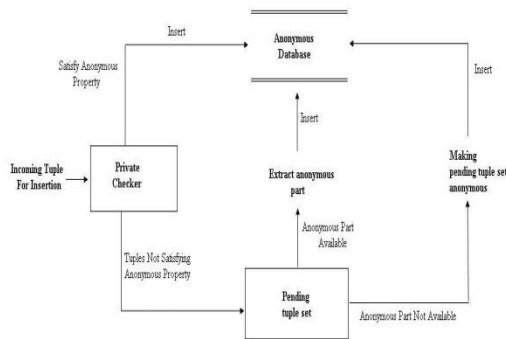 Insert
Anonymous
Database
Satisfy Anonymous
Property
Insert
Insert
Incoming Tuple
For Insertion
Private
Checker
Extract anonymous
part
Making
pending tuple set
anonymous
Tuples Not Satisfying
Anonymous Property
Anonymous Part
Available
Pending
tuple set
Anonymous Part Not Available